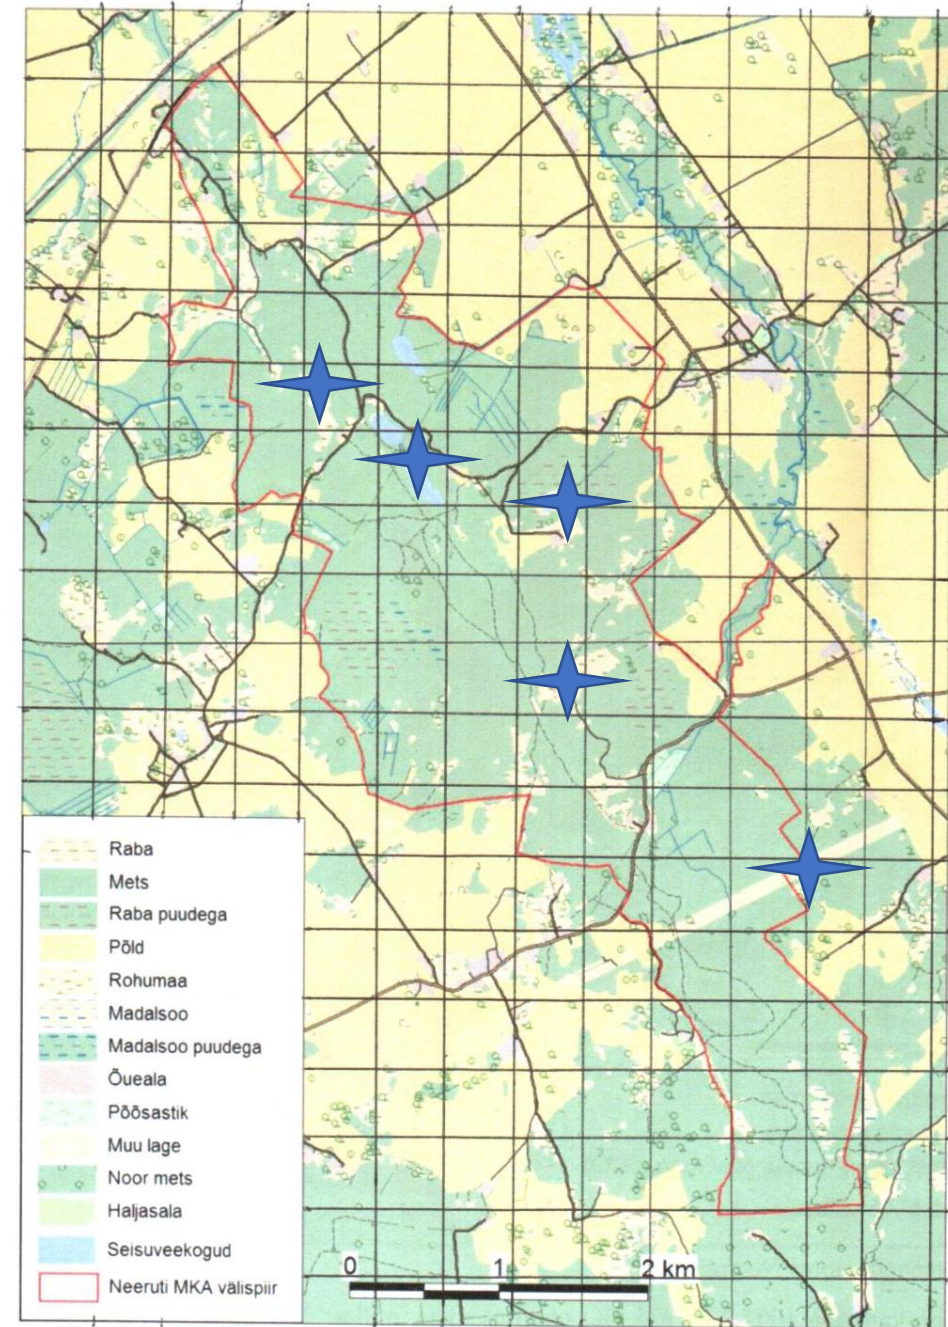 Raba
Mets
Raba puudega
Põld
Rohumaa
Madalsoo
Madalsoo puudega
Õueala
Põõsastik
Muu lage
Noor mets
Haljasala
Seisuveekogud
Neeruti MKA välispiir
0 1 2 km